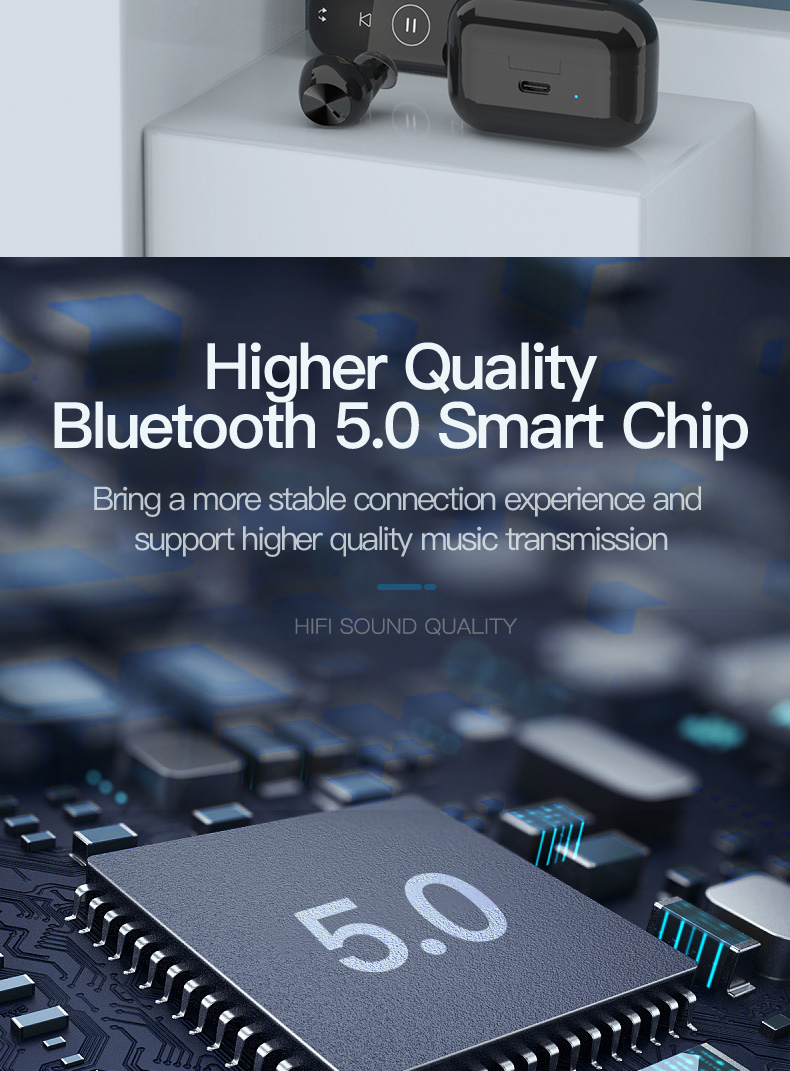 Higher Quality
Bluetooth 5.0 Smart Chip
Bring a more stable connection experience and
support higher quality music transmission
HIFI SOUND QUALITY
5.0